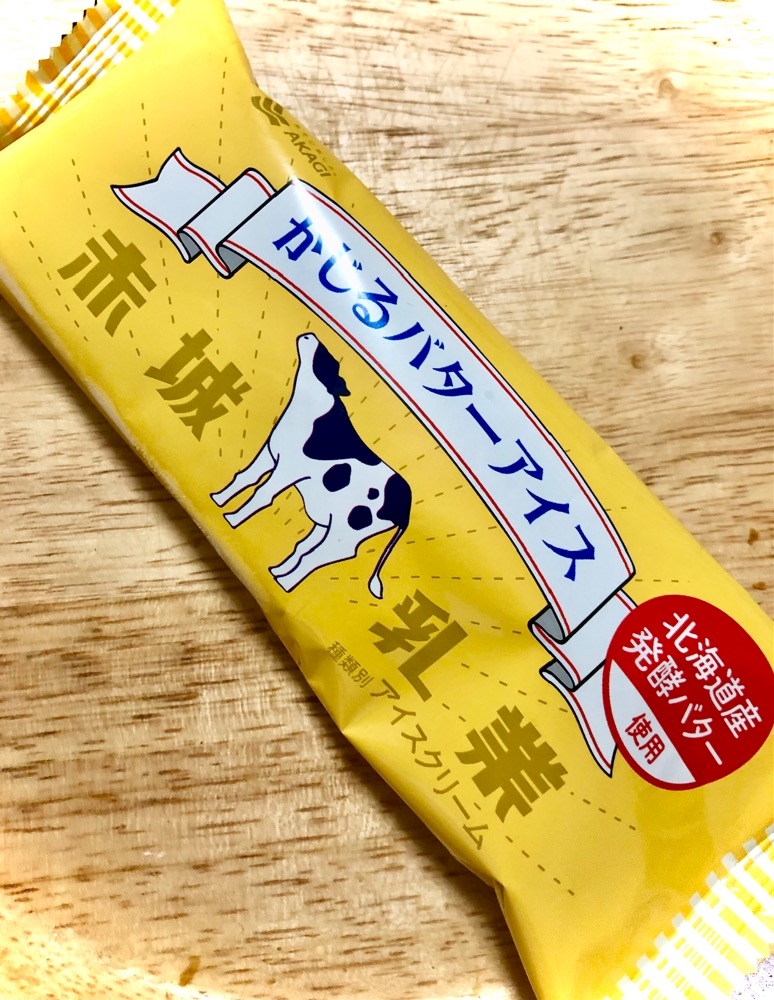 AKAGI
かじるバターアイス
赤城
乳業
種類別 アイスクリーム
北海道産
発酵バター
使用